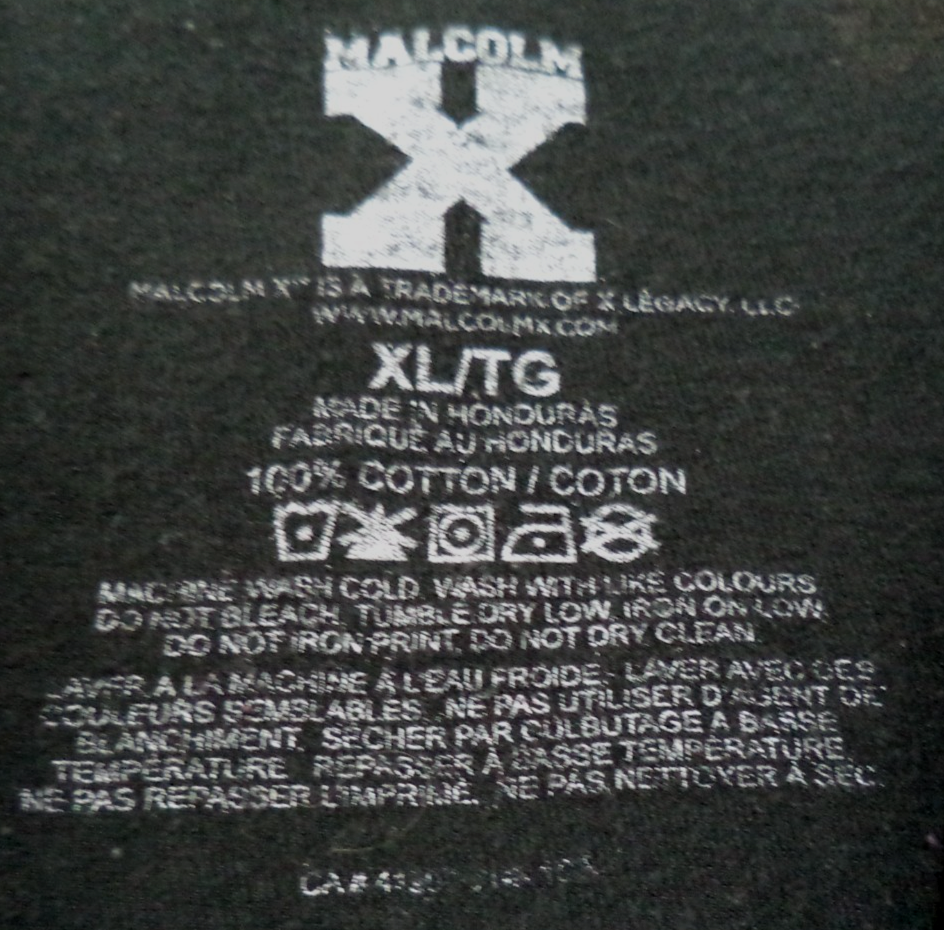 MALCOLM
X
MALCOLM X™ IS A TRADEMARK OF X LEGACY, LLC
WWW.MALCOLMX.COM
XL/TG
MADE IN HONDURAS
FABRIQUÉ AU HONDURAS
100% COTTON / COTON
MACHINE WASH COLD. WASH WITH LIKE COLOURS
DO NOT BLEACH. TUMBLE DRY LOW. IRON ON LOW.
DO NOT IRON PRINT. DO NOT DRY CLEAN.
LAVER À LA MACHINE À L'EAU FROIDE. LAVER AVEC DES
COULEURS SEMBLABLES. NE PAS UTILISER D'AGENT DE
BLANCHIMENT. SÉCHER PAR CULBUTAGE À BASSE
TEMPÉRATURE. REPASSER À BASSE TEMPÉRATURE.
NE PAS REPASSER L'IMPRIMÉ. NE PAS NETTOYER À SEC.
CA#